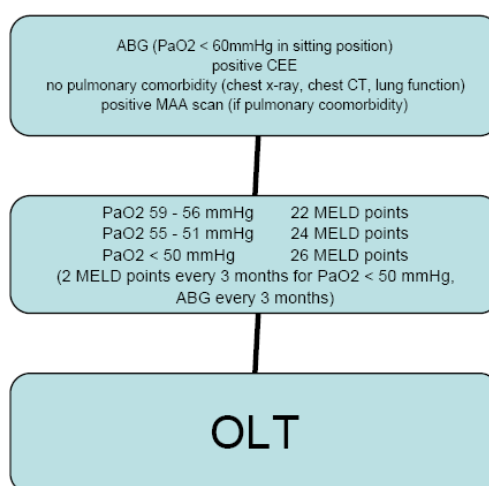 ABG (PaO2 < 60mmHg in sitting position)
positive CEE
no pulmonary comorbidity (chest x-ray, chest CT, lung function)
positive MAA scan (if pulmonary coomorbidity)
PaO2 59 - 56 mmHg 22 MELD points
PaO2 55 - 51 mmHg 24 MELD points
PaO2 < 50 mmHg 26 MELD points
(2 MELD points every 3 months for PaO2 < 50 mmHg,
ABG every 3 months)
OLT